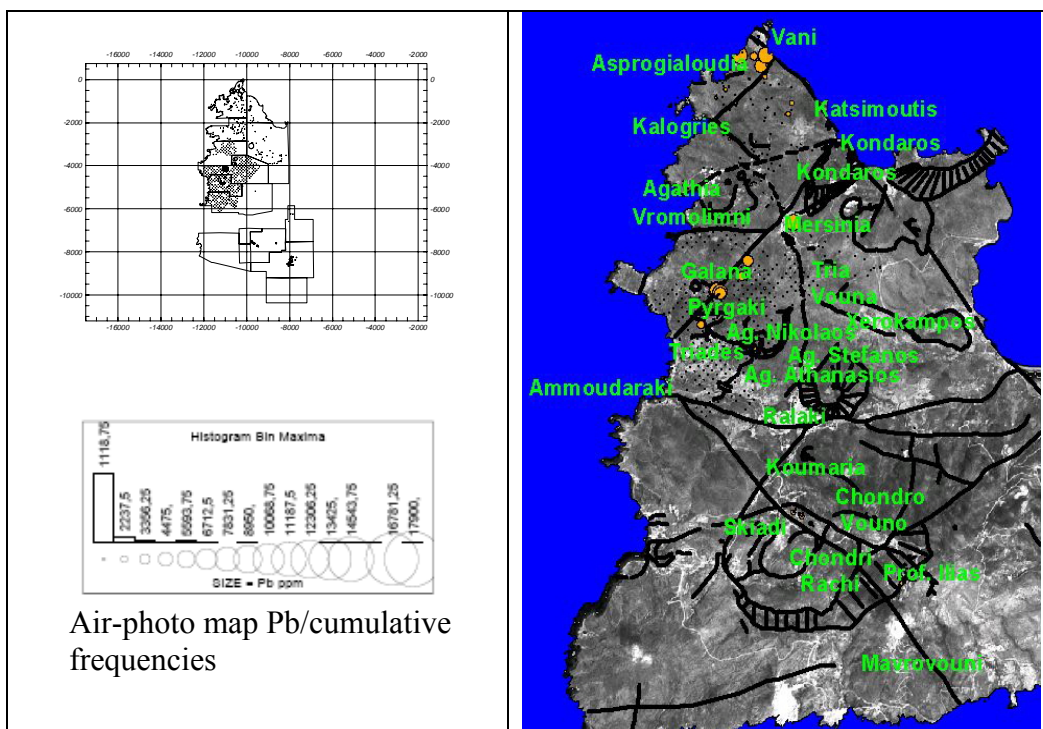 -16000 -14000 -12000 -10000 -8000 -6000 -4000 -2000
0 0
-2000 -2000
-4000 -4000
-6000 -6000
-8000 -8000
-10000 -10000
-16000 -14000 -12000 -10000 -8000 -6000 -4000 -2000
Histogram Bin Maxima
1118,75
2237,5
3356,25
4475,
5593,75
6712,5
7831,25
8950,
10068,75
11187,5
12306,25
13425,
14543,75
16781,25
17900,
SIZE = Pb ppm
Air-photo map Pb/cumulative
frequencies
Vani
Asprogialoudia
Katsimoutis
Kalogries
Kondaros
Kondaros
Agathia
Vromolimni
Mersinia
Galana
Tria
Vouna
Pyrgaki
Xerokampos
Ag. Nikolaos
Triades
Ag. Stefanos
Ag. Athanasios
Ammoudaraki
Ralaki
Koumaria
Chondro
Vouno
Skiadi
Chondri
Rachi
Prof. Ilias
Mavrovouni